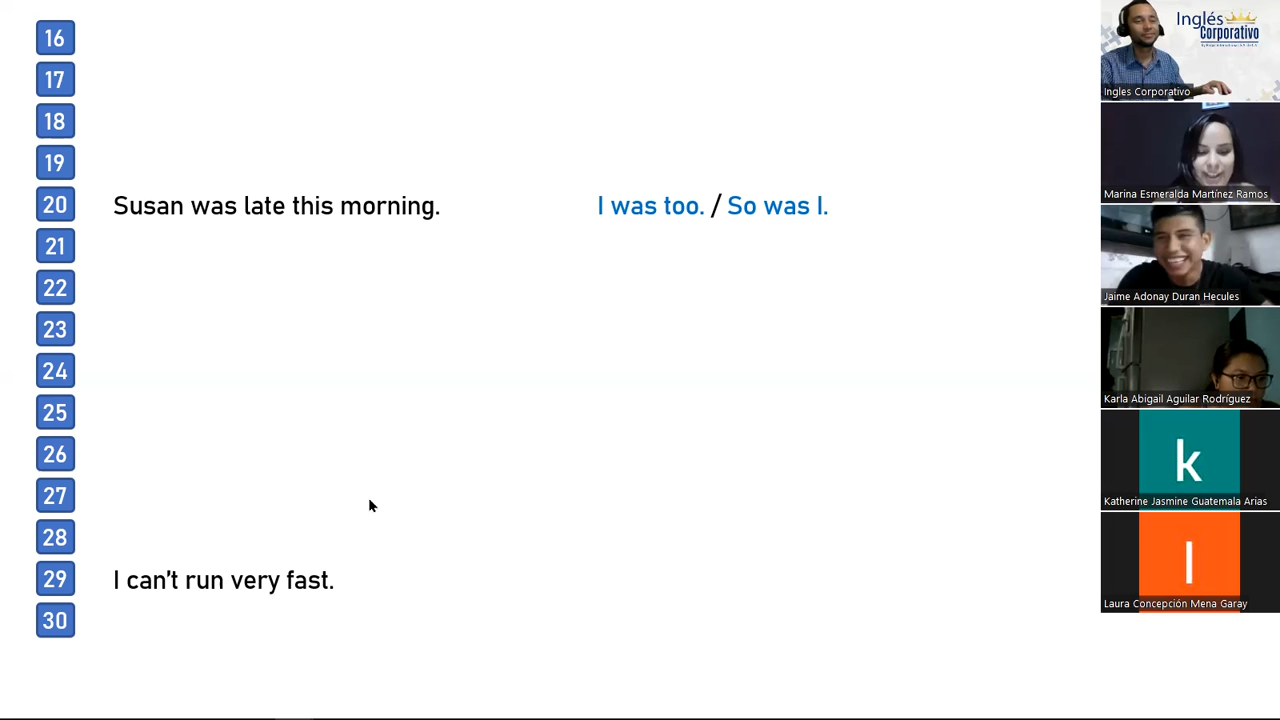 16
17
18
19
20 Susan was late this morning. I was too. / So was I.
21
22
23
24
25
26
27
28
29 I can't run very fast.
30
Inglés
Corporativo
Ingles Corporativo
Marina Esmeralda Martínez Ramos
Jaime Adonay Duran Hecules
Karla Abigail Aguilar Rodríguez
k
Katherine Jasmine Guatemala Arias
l
Laura Concepción Mena Garay